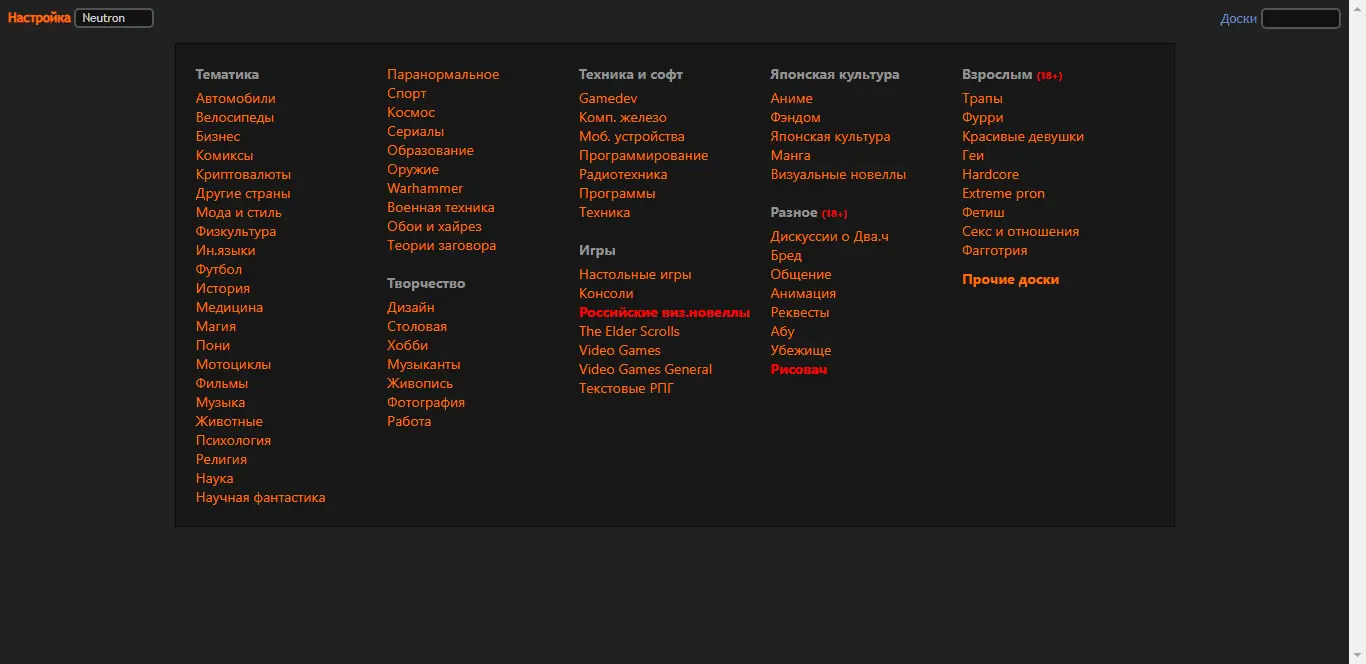 Настройка Neutron
Доски
Тематика
Автомобили
Велосипеды
Бизнес
Комиксы
Криптовалюты
Другие страны
Мода и стиль
Физкультура
Ин.языки
Футбол
История
Медицина
Магия
Пони
Мотоциклы
Фильмы
Музыка
Животные
Психология
Религия
Наука
Научная фантастика
Паранормальное
Спорт
Космос
Сериалы
Образование
Оружие
Warhammer
Военная техника
Обои и хайрез
Теории заговора
Творчество
Дизайн
Столовая
Хобби
Музыканты
Живопись
Фотография
Работа
Техника и софт
Gamedev
Комп. железо
Моб. устройства
Программирование
Радиотехника
Программы
Техника
Игры
Настольные игры
Консоли
Российские виз.новеллы
The Elder Scrolls
Video Games
Video Games General
Текстовые РПГ
Японская культура
Аниме
Фэндом
Японская культура
Манга
Визуальные новеллы
Разное (18+)
Дискуссии о Два.ч
Бред
Общение
Анимация
Реквесты
Абу
Убежище
Рисовач
Взрослым (18+)
Трапы
Фурри
Красивые девушки
Геи
Hardcore
Extreme pron
Фетиш
Секс и отношения
Фагготрия
Прочие доски